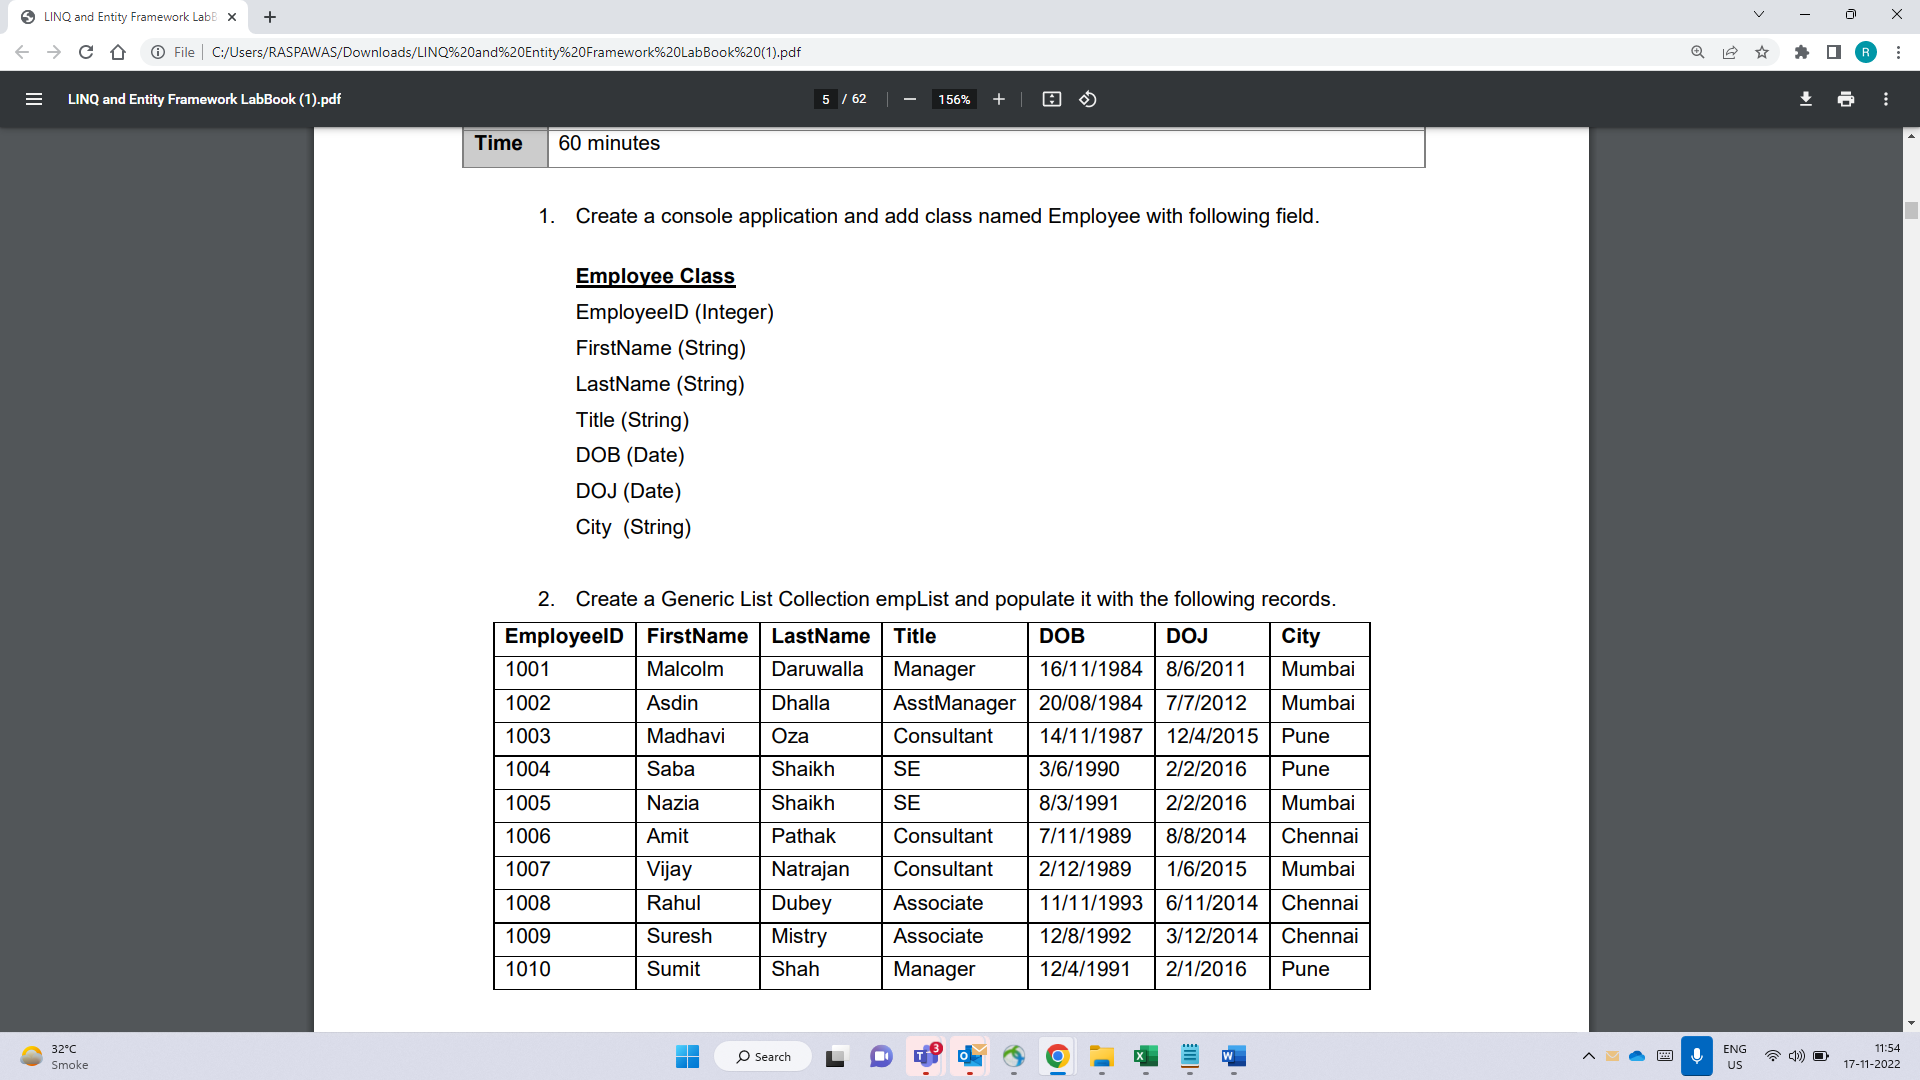 LINQ and Entity Framework LabB
File
C:/Users/RASPAWAS/Downloads/LINQ%20and%20Entity%20Framework%20LabBook%20(1).pdf
R
LINQ and Entity Framework LabBook (1).pdf
5 / 62
156%
Time 60 minutes
1. Create a console application and add class named Employee with following field.
Employee Class
EmployeeID (Integer)
FirstName (String)
LastName (String)
Title (String)
DOB (Date)
DOJ (Date)
City (String)
2. Create a Generic List Collection empList and populate it with the following records.
EmployeeID FirstName LastName Title DOB DOJ City
1001 Malcolm Daruwalla Manager 16/11/1984 8/6/2011 Mumbai
1002 Asdin Dhalla AsstManager 20/08/1984 7/7/2012 Mumbai
1003 Madhavi Oza Consultant 14/11/1987 12/4/2015 Pune
1004 Saba Shaikh SE 3/6/1990 2/2/2016 Pune
1005 Nazia Shaikh SE 8/3/1991 2/2/2016 Mumbai
1006 Amit Pathak Consultant 7/11/1989 8/8/2014 Chennai
1007 Vijay Natrajan Consultant 2/12/1989 1/6/2015 Mumbai
1008 Rahul Dubey Associate 11/11/1993 6/11/2014 Chennai
1009 Suresh Mistry Associate 12/8/1992 3/12/2014 Chennai
1010 Sumit Shah Manager 12/4/1991 2/1/2016 Pune
32°C
Smoke
Search
3
ENG
US
11:54
17-11-2022